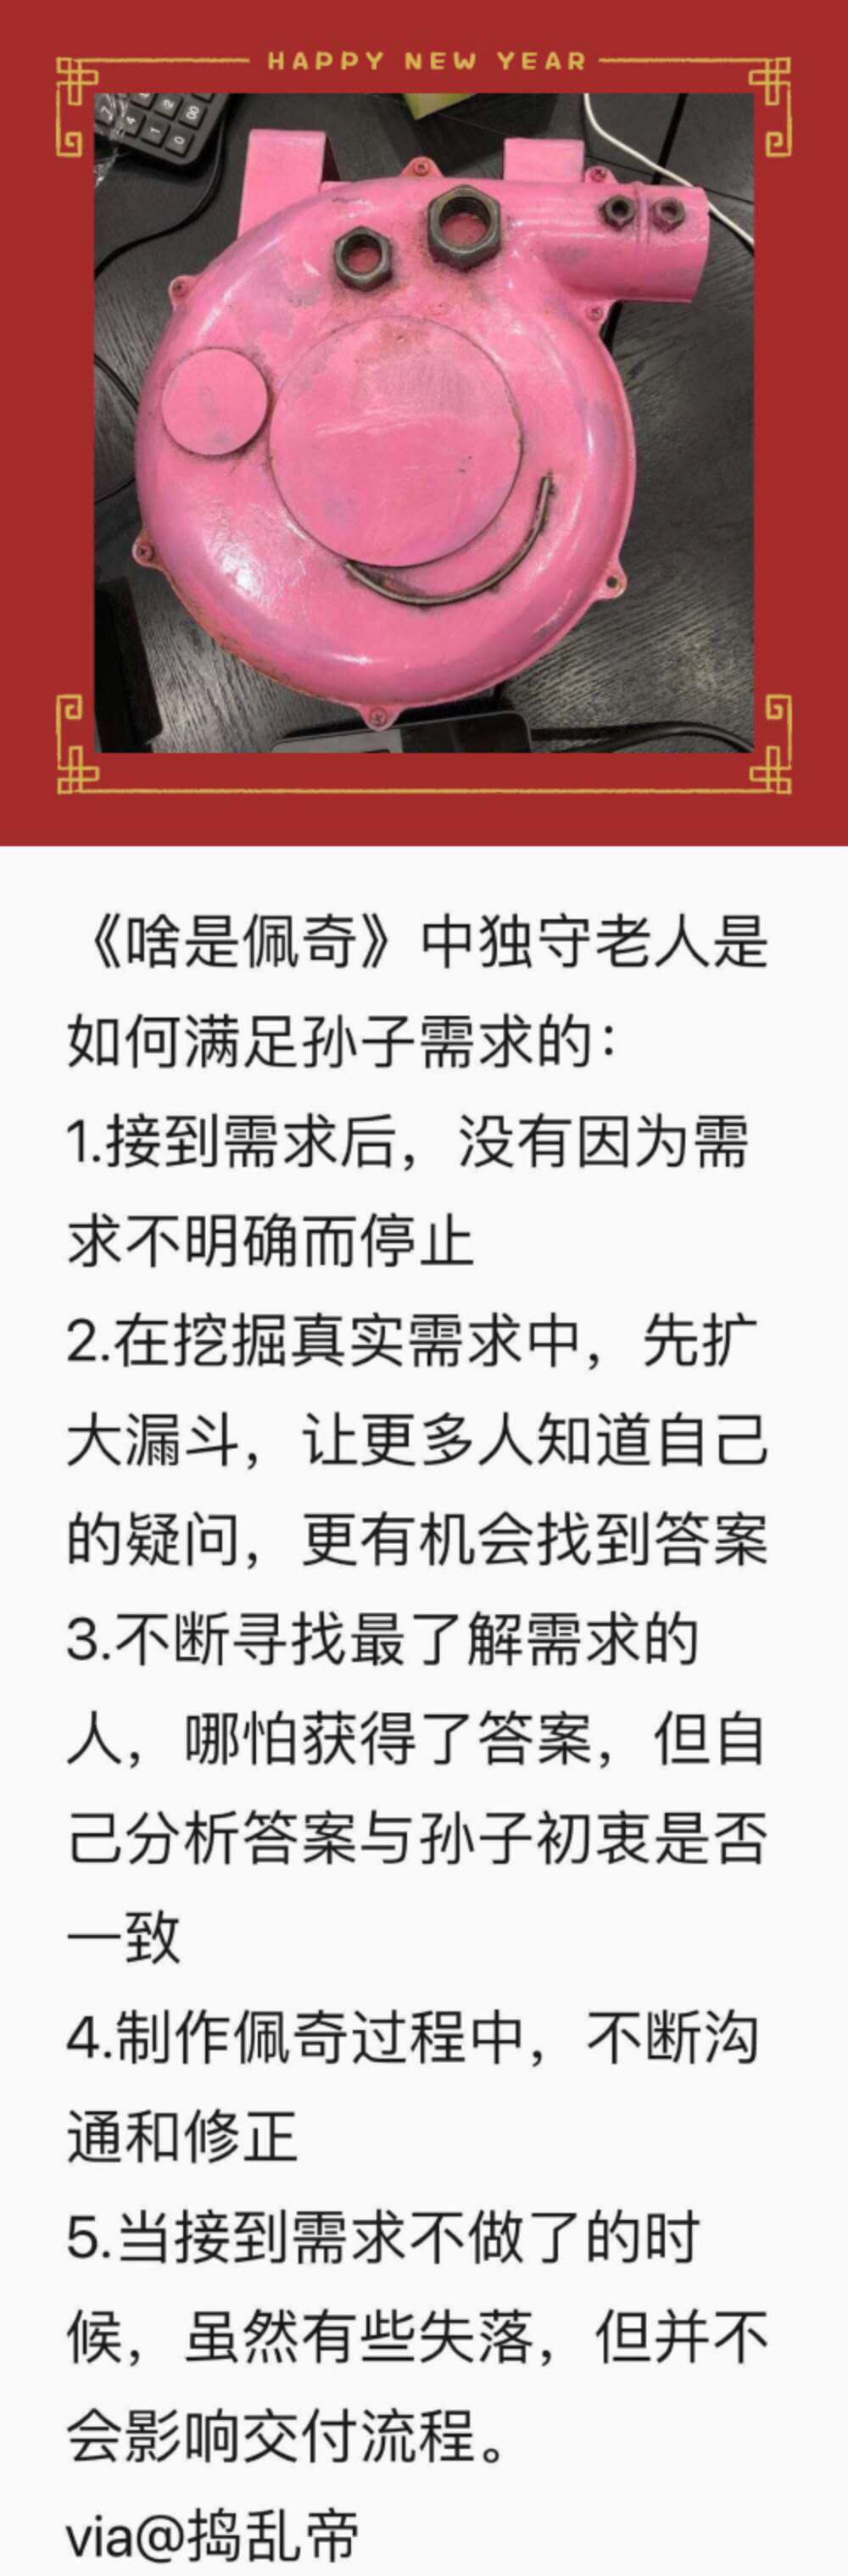 HAPPY NEW YEAR
《啥是佩奇》中独守老人是
如何满足孙子需求的：
1.接到需求后，没有因为需
求不明确而停止
2.在挖掘真实需求中，先扩
大漏斗，让更多人知道自己
的疑问，更有机会找到答案
3.不断寻找最了解需求的
人，哪怕获得了答案，但自
己分析答案与孙子初衷是否
一致
4.制作佩奇过程中，不断沟
通和修正
5.当接到需求不做了的时
候，虽然有些失落，但并不
会影响交付流程。
via@捣乱帝